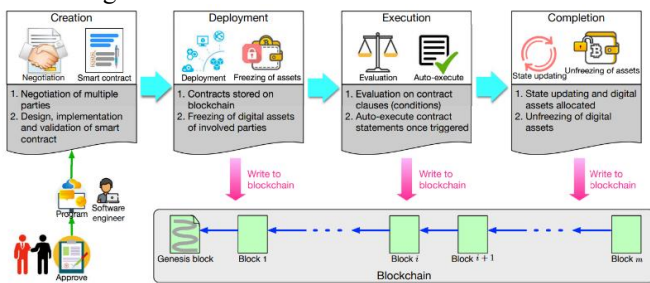 Creation
Negotiation
Smart contract
1. Negotiation of multiple
parties
2. Design, implementation
and validation of smart
contract
Deployment
Deployment
Freezing of assets
1. Contracts stored on
blockchain
2. Freezing of digital assets
of involved parties
Execution
Evaluation
Auto-execute
1. Evaluation on contract
clauses (conditions)
2. Auto-execute contract
statements once triggered
Completion
State updating
Unfreezing of assets
1. State updating and digital
assets allocated
2. Unfreezing of digital
assets
Write to
blockchain
Write to
blockchain
Write to
blockchain
Program
Software
engineer
Approve
Genesis block
Block 1
Block i
Block i+1
Block m
Blockchain